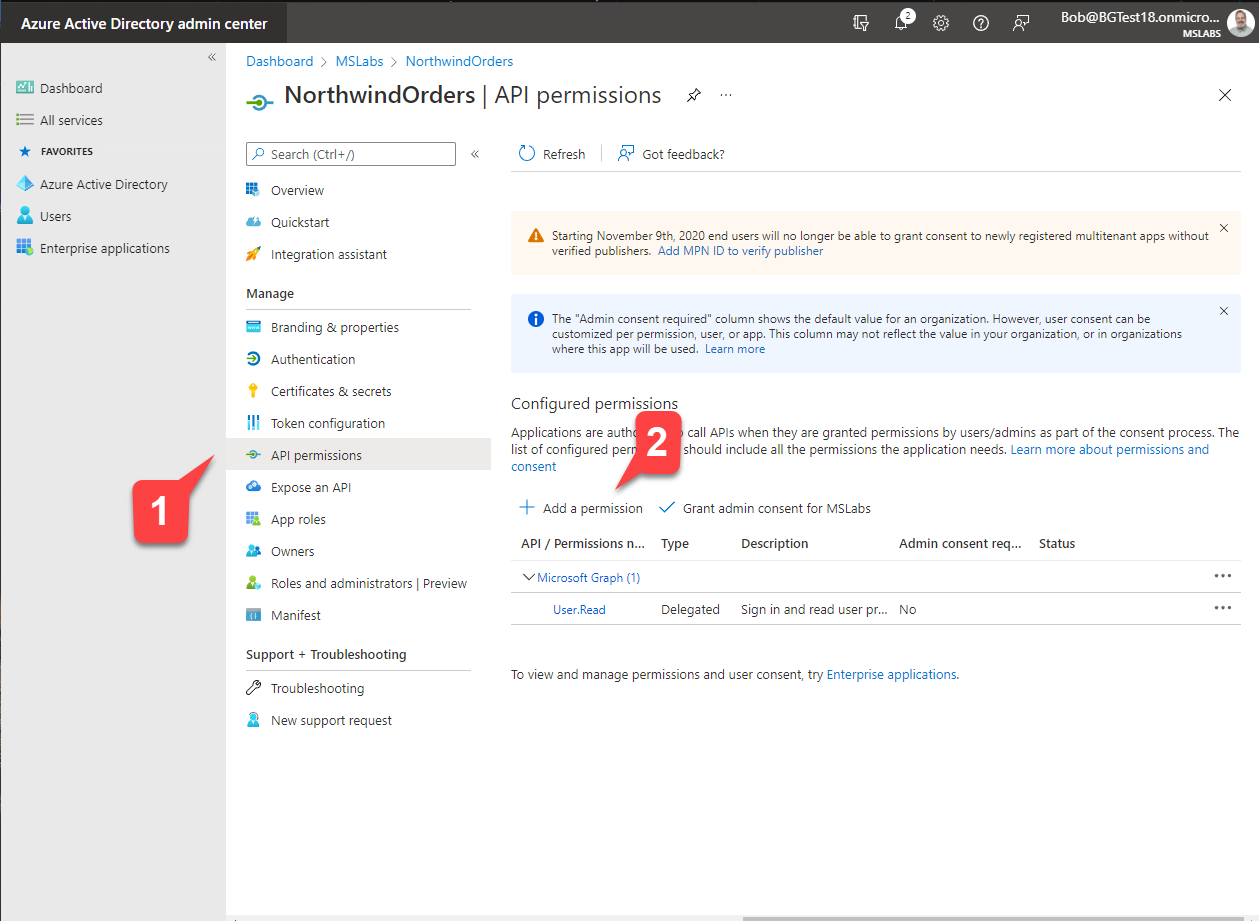 Azure Active Directory admin center
2
Bob@BGTest18.onmicro...
MSLABS
Dashboard
All services
FAVORITES
Azure Active Directory
Users
Enterprise applications
Dashboard > MSLabs > NorthwindOrders
NorthwindOrders | API permissions
Search (Ctrl+/)
Overview
Quickstart
Integration assistant
Manage
Branding & properties
Authentication
Certificates & secrets
Token configuration
API permissions
Expose an API
App roles
Owners
Roles and administrators | Preview
Manifest
Support + Troubleshooting
Troubleshooting
New support request
1
Refresh
Got feedback?
Starting November 9th, 2020 end users will no longer be able to grant consent to newly registered multitenant apps without
verified publishers. Add MPN ID to verify publisher
The "Admin consent required" column shows the default value for an organization. However, user consent can be
customized per permission, user, or app. This column may not reflect the value in your organization, or in organizations
where this app will be used. Learn more
Configured permissions
Applications are call APIs when they are granted permissions by users/admins as part of the consent process. The
list of configured should include all the permissions the application needs. Learn more about permissions and
consent
2
Add a permission
Grant admin consent for MSLabs
API / Permissions n... Type Description Admin consent req... Status
Microsoft Graph (1)
User.Read Delegated Sign in and read user pr... No
To view and manage permissions and user consent, try Enterprise applications.